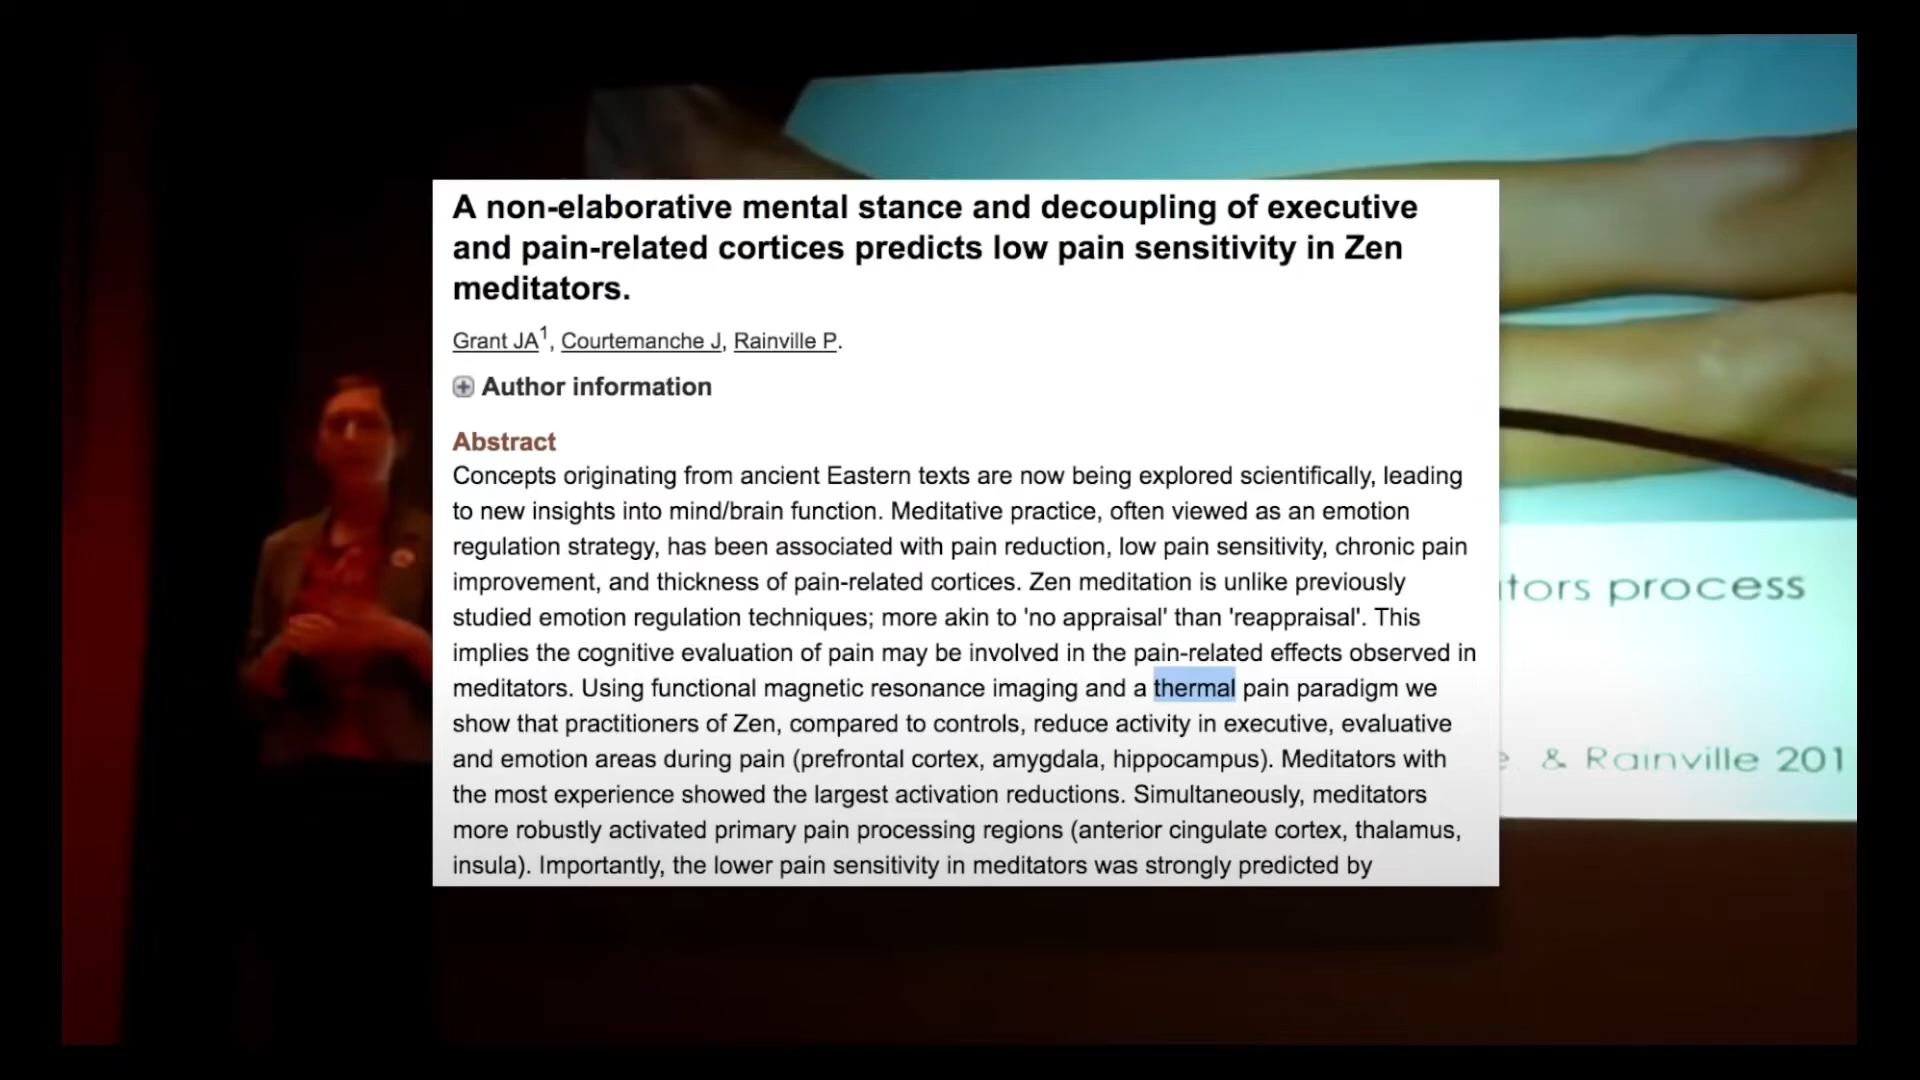 A non-elaborative mental stance and decoupling of executive
and pain-related cortices predicts low pain sensitivity in Zen
meditators.
Grant JA1, Courtemanche J, Rainville P.
Author information
Abstract
Concepts originating from ancient Eastern texts are now being explored scientifically, leading
to new insights into mind/brain function. Meditative practice, often viewed as an emotion
regulation strategy, has been associated with pain reduction, low pain sensitivity, chronic pain
improvement, and thickness of pain-related cortices. Zen meditation is unlike previously
studied emotion regulation techniques; more akin to 'no appraisal' than 'reappraisal'. This
implies the cognitive evaluation of pain may be involved in the pain-related effects observed in
meditators. Using functional magnetic resonance imaging and a thermal pain paradigm we
show that practitioners of Zen, compared to controls, reduce activity in executive, evaluative
and emotion areas during pain (prefrontal cortex, amygdala, hippocampus). Meditators with
the most experience showed the largest activation reductions. Simultaneously, meditators
more robustly activated primary pain processing regions (anterior cingulate cortex, thalamus,
insula). Importantly, the lower pain sensitivity in meditators was strongly predicted by
tors process
& Rainville 201